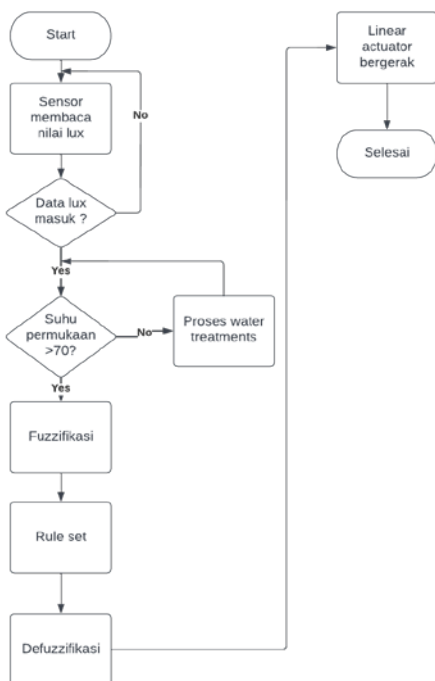 Start
Sensor
membaca
nilai lux
No
Data lux
masuk ?
Yes
Suhu
permukaan
>70?
No
Proses water
treatments
Yes
Fuzzifikasi
Rule set
Defuzzifikasi
Linear
actuator
bergerak
Selesai